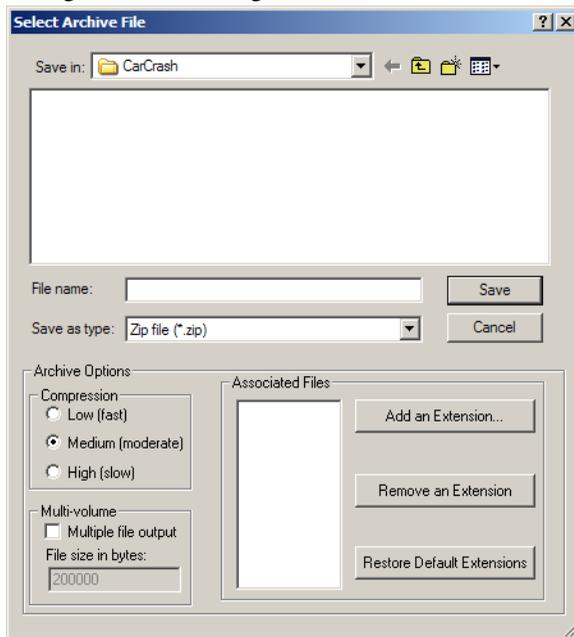 Select Archive File
Save in: CarCrash
File name:
Save
Save as type: Zip file (*.zip)
Cancel
Archive Options
Compression
Low (fast)
Medium (moderate)
High (slow)
Multi-volume
Multiple file output
File size in bytes:
200000
Associated Files
Add an Extension...
Remove an Extension
Restore Default Extensions